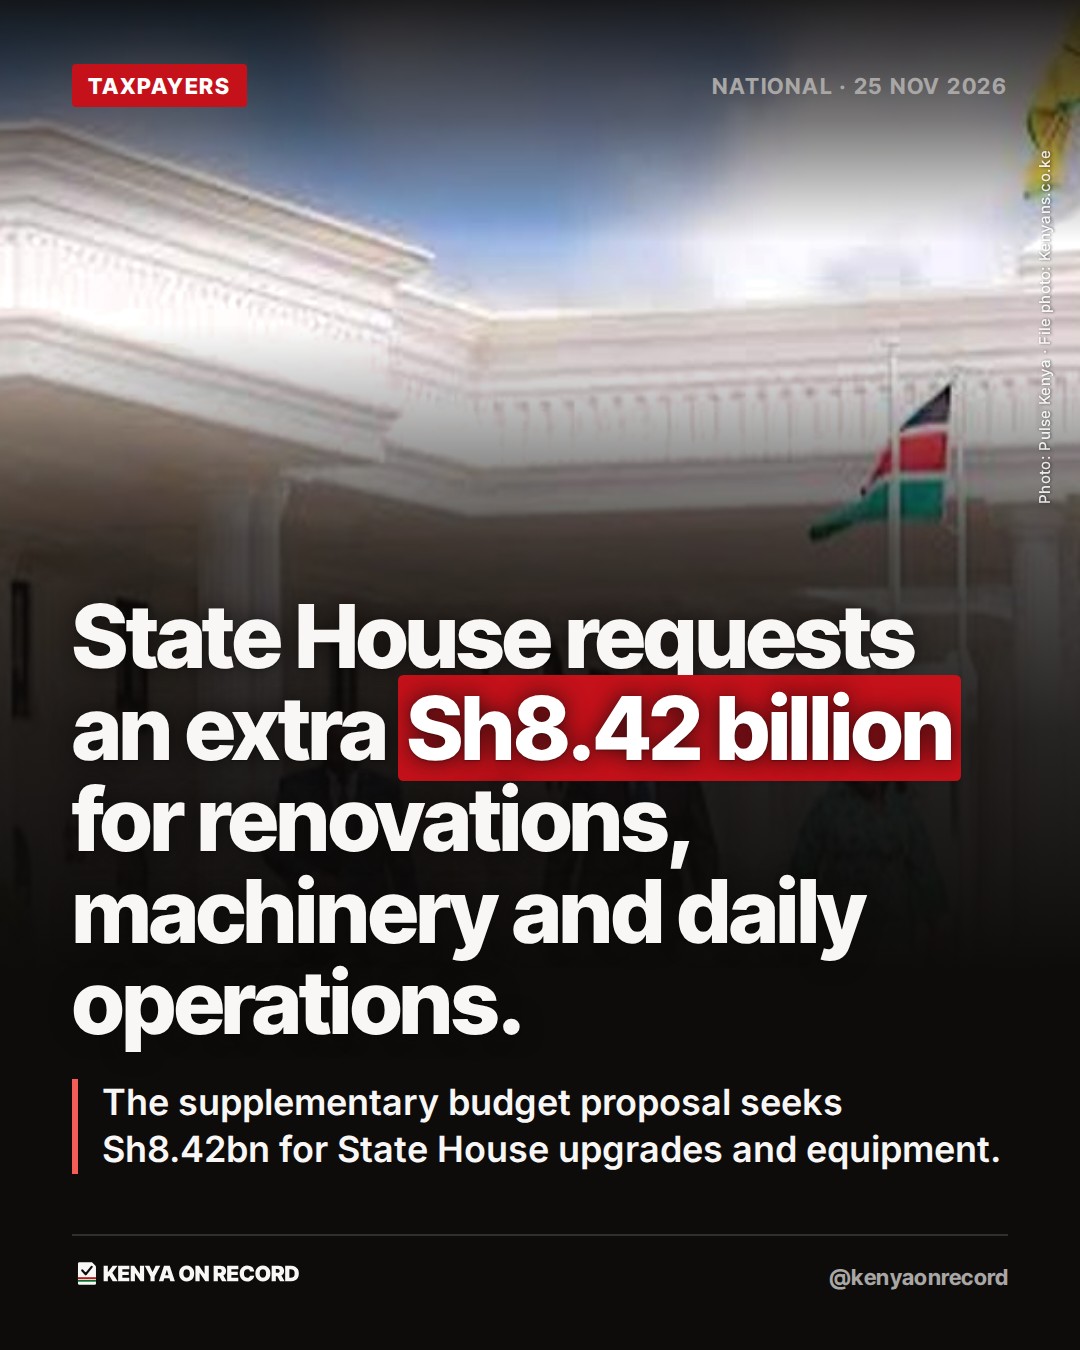 TAXPAYERS
NATIONAL · 25 NOV 2026
Photo: Pulse Kenya · File photo: Kenyans.co.ke
State House requests
an extra Sh8.42 billion
for renovations,
machinery and daily
operations.
The supplementary budget proposal seeks
Sh8.42bn for State House upgrades and equipment.
KENYA ON RECORD
@kenyaonrecord